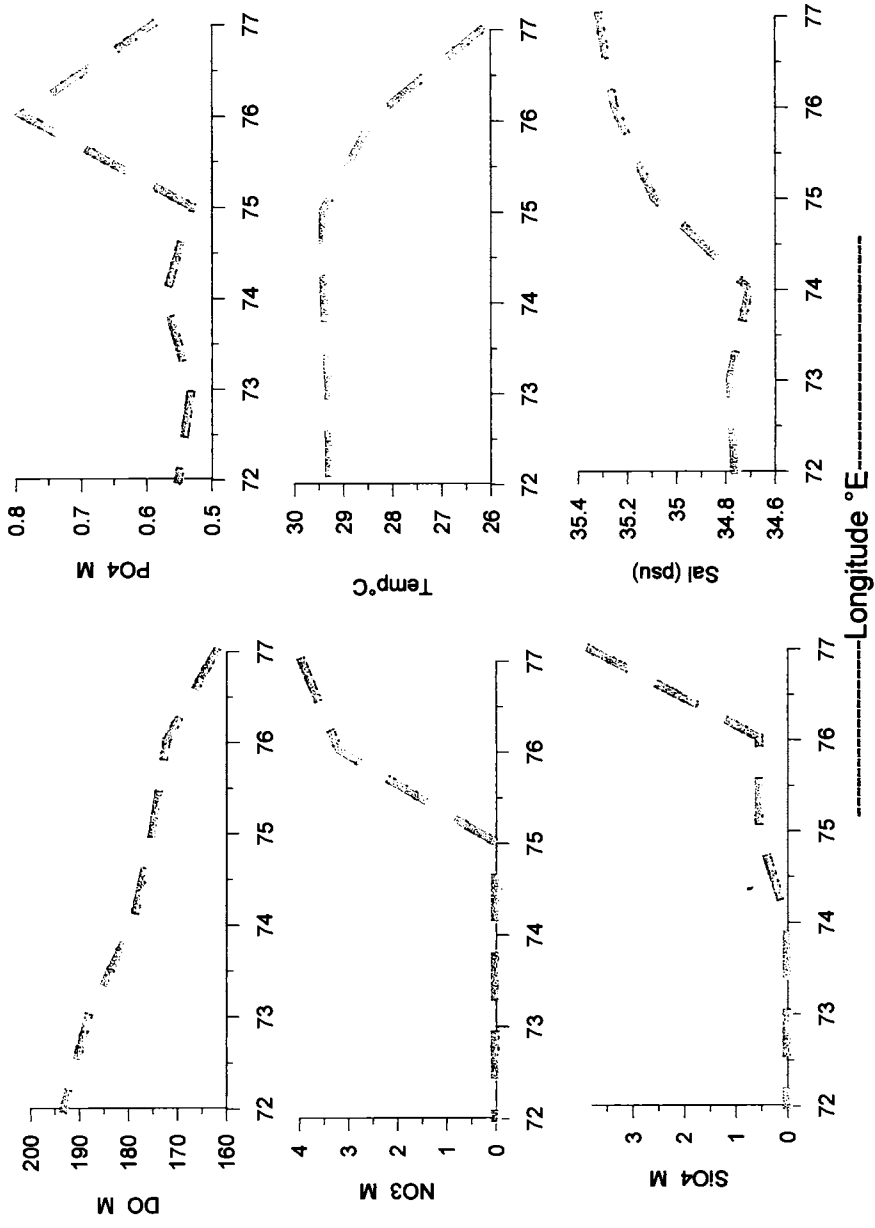 DO M
200
190
180
170
160
72 73 74 75 76 77
PO4 M
0.8
0.7
0.6
0.5
72 73 74 75 76 77
NO3 M
4
3
2
1
0
72 73 74 75 76 77
Temp°C
30
29
28
27
26
72 73 74 75 76 77
SiO4 M
3
2
1
0
72 73 74 75 76 77
Sal (psu)
35.4
35.2
35
34.8
34.6
72 73 74 75 76 77
----------------Longitude °E----------------------